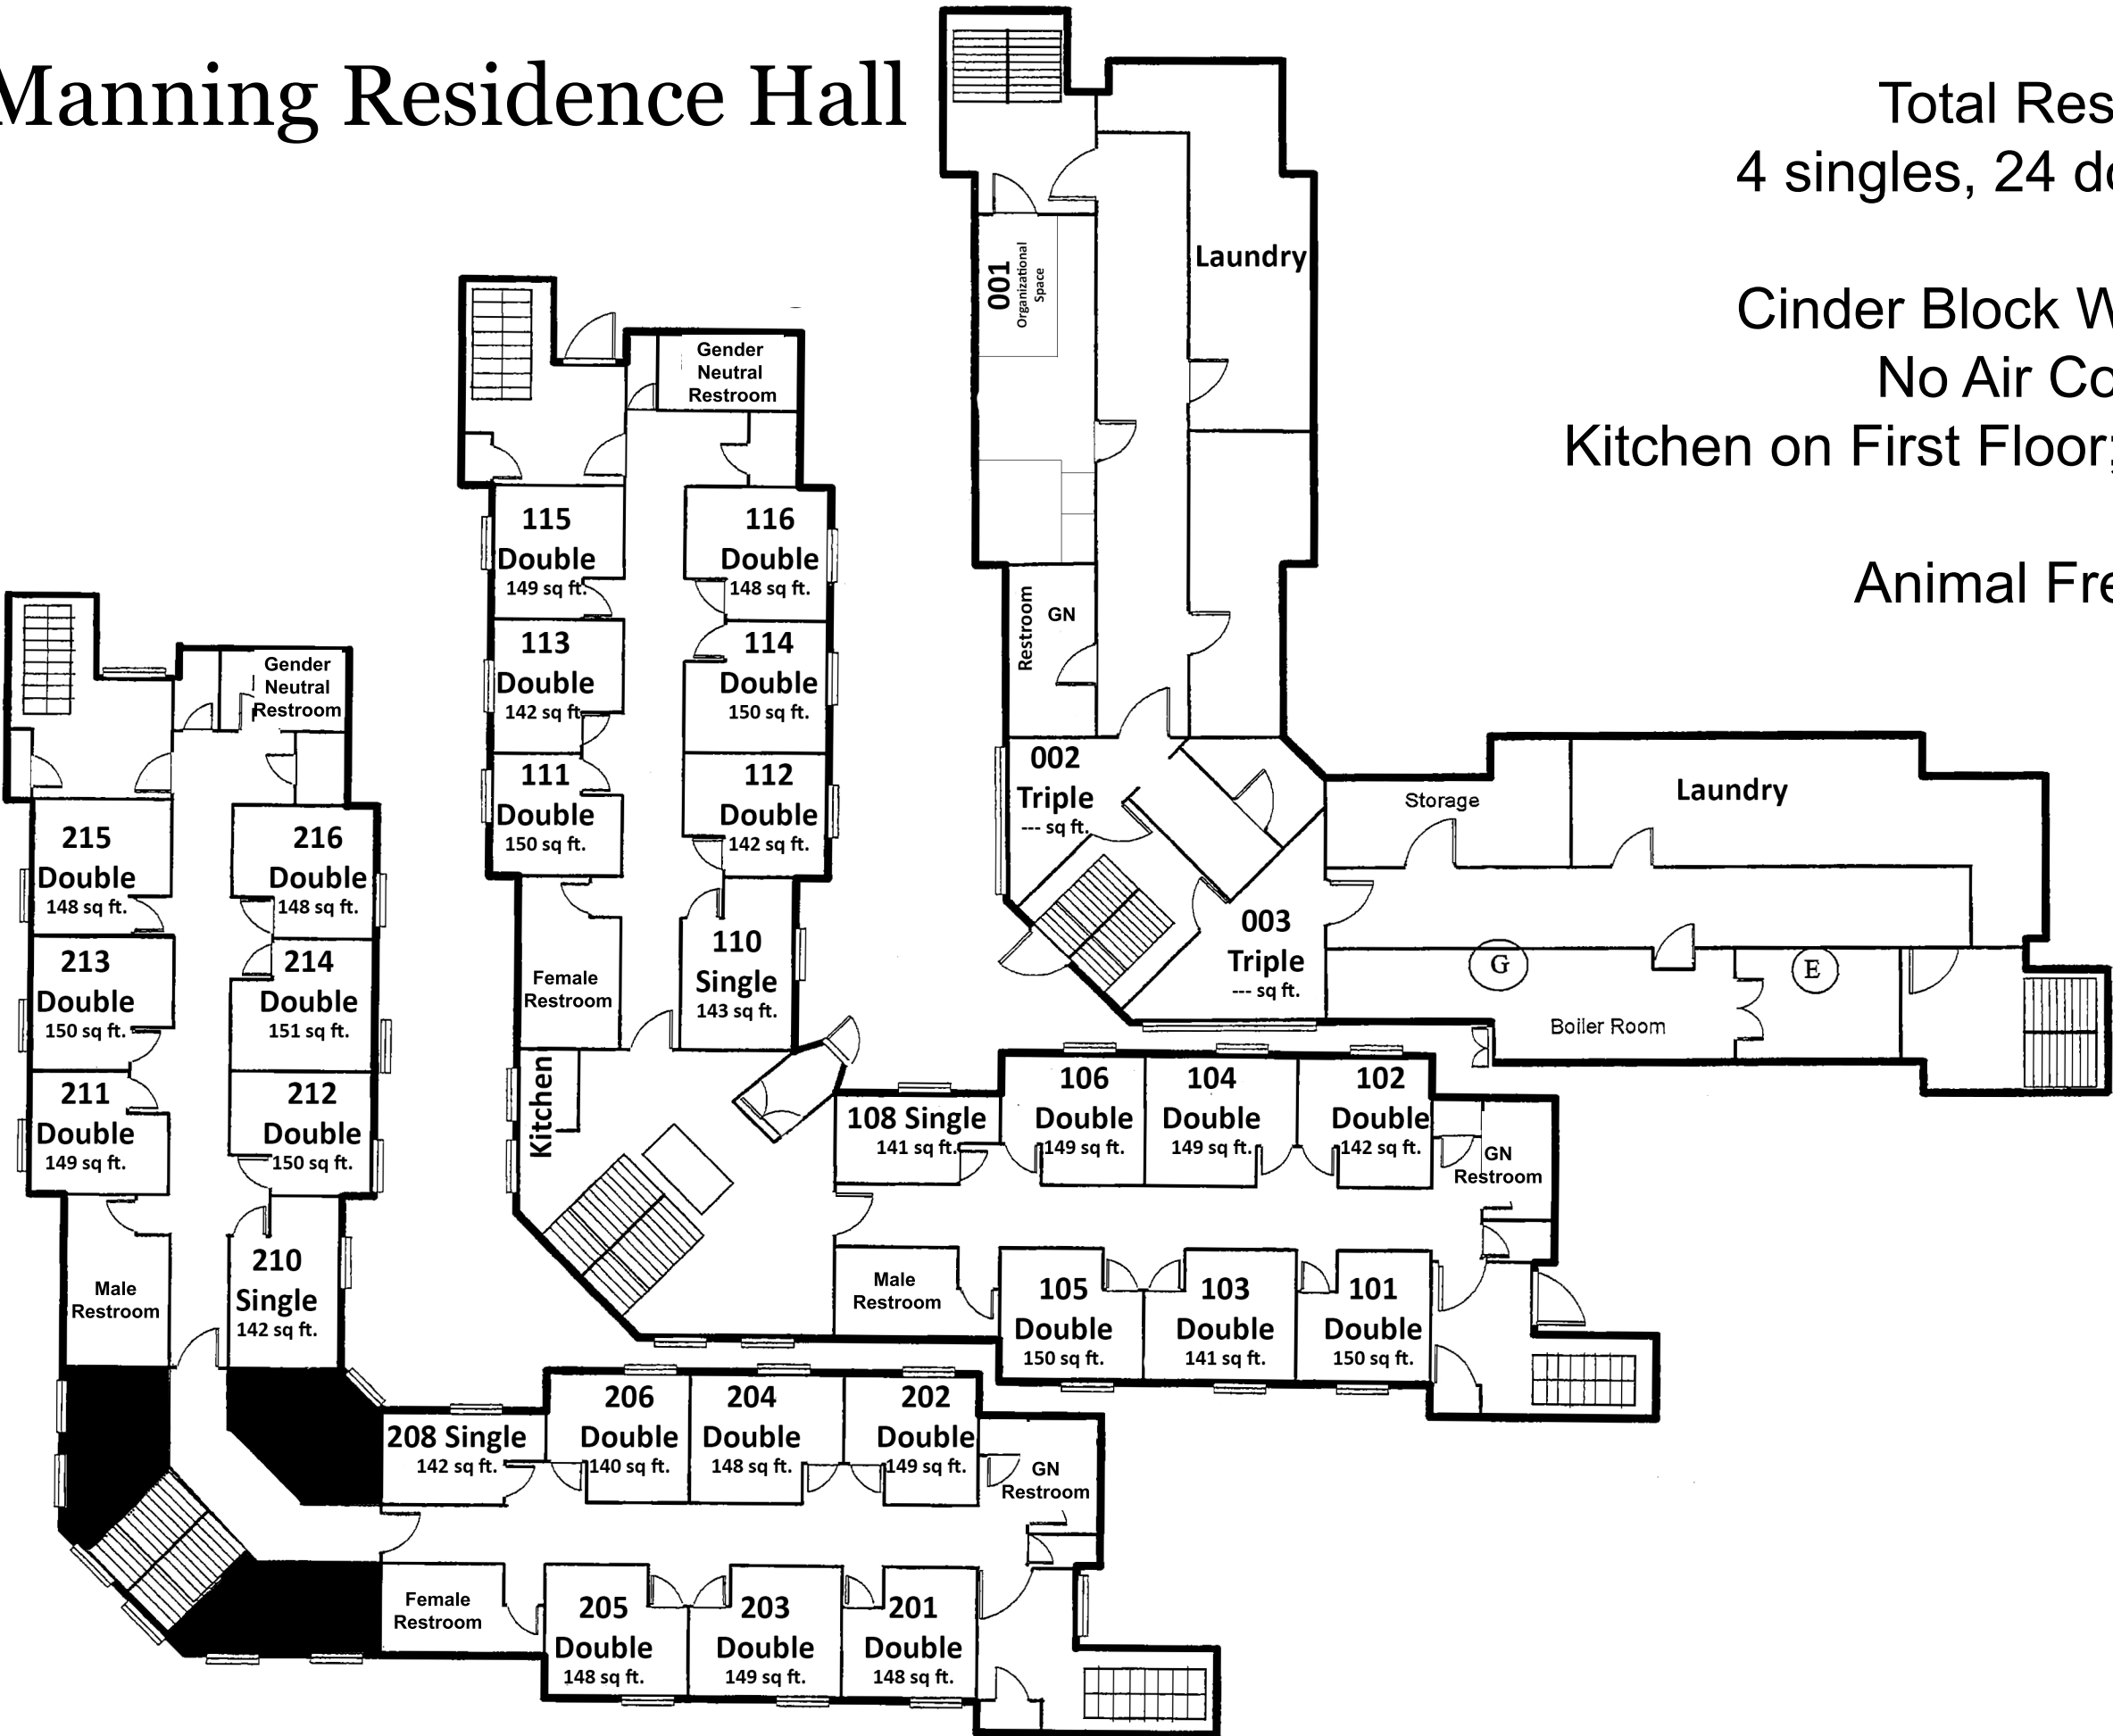 Manning Residence Hall
Total Res
4 singles, 24 do
Cinder Block W
No Air Co
Kitchen on First Floor;
Animal Fre
001
Organizational
Space
Laundry
Restroom
GN
002
Triple
--- sq ft.
003
Triple
--- sq ft.
Storage
Laundry
G
E
Boiler Room
Gender
Neutral
Restroom
115
Double
149 sq ft.
116
Double
148 sq ft.
113
Double
142 sq ft
114
Double
150 sq ft.
111
Double
150 sq ft.
112
Double
142 sq ft.
Female
Restroom
110
Single
143 sq ft.
Kitchen
108 Single
141 sq ft.
106
Double
149 sq ft.
104
Double
149 sq ft.
102
Double
142 sq ft.
GN
Restroom
Male
Restroom
105
Double
150 sq ft.
103
Double
141 sq ft.
101
Double
150 sq ft.
Gender
Neutral
Restroom
215
Double
148 sq ft.
216
Double
148 sq ft.
213
Double
150 sq ft.
214
Double
151 sq ft.
211
Double
149 sq ft.
212
Double
150 sq ft.
Male
Restroom
210
Single
142 sq ft.
208 Single
142 sq ft.
206
Double
140 sq ft.
204
Double
148 sq ft.
202
Double
149 sq ft.
GN
Restroom
Female
Restroom
205
Double
148 sq ft.
203
Double
149 sq ft.
201
Double
148 sq ft.